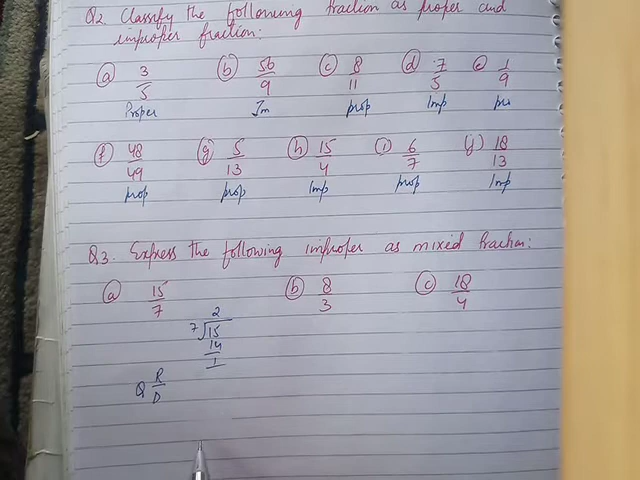 Q2 Classify the following fraction as proper and
improper fraction:
(a) 3/5 (b) 56/9 (c) 8/11 (d) 7/5 (e) 1/9
Proper Im prop Imp
(f) 48/49 (g) 5/13 (h) 15/4 (i) 6/7 (j) 18/13
prop prop Imp prop Imp
Q3. Express the following improper as mixed fraction:
(a) 15/7 (b) 8/3 (c) 18/4
2
7√15
14
1
Q R/D